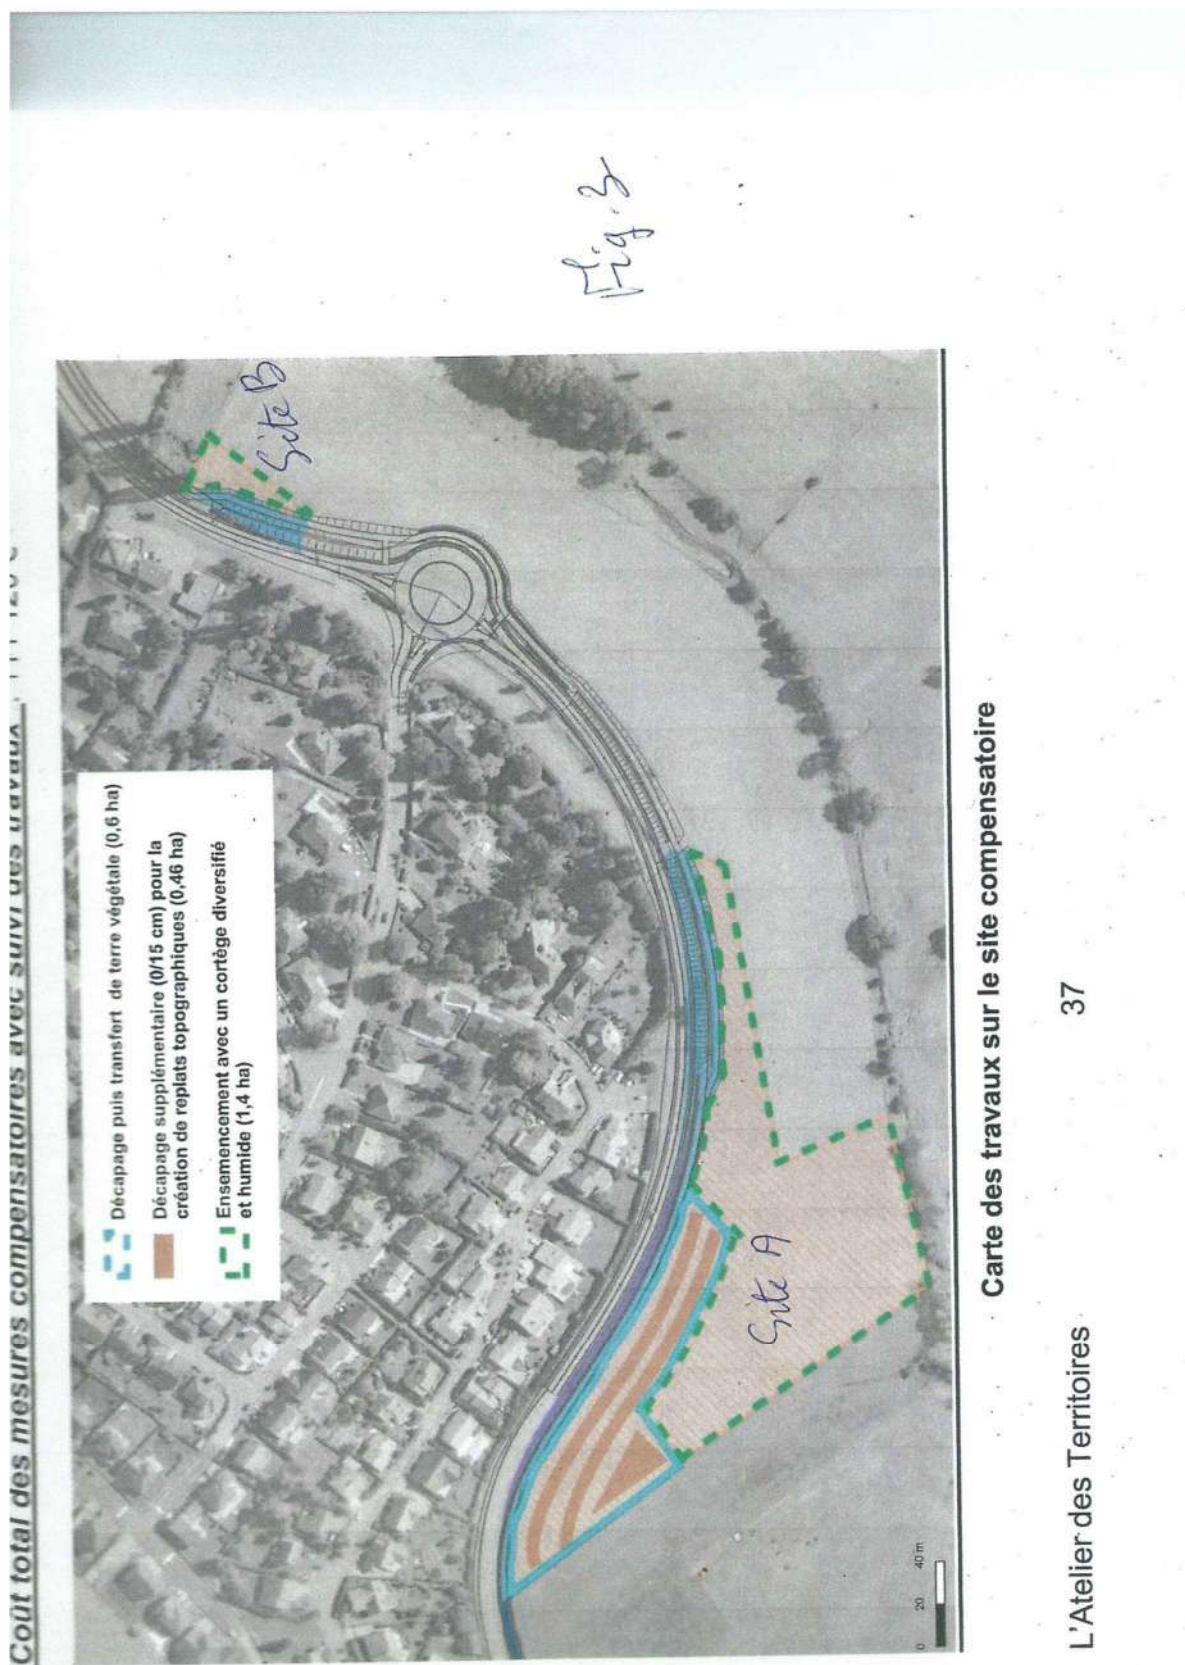 Coût total des mesures compensatoires avec suivi des travaux
Fig. 3
Décapage puis transfert de terre végétale (0,6 ha)
Décapage supplémentaire (0/15 cm) pour la
création de replats topographiques (0,46 ha)
Ensemencement avec un cortège diversifié
et humide (1,4 ha)
Site B
Site A
0 20 40 m
Carte des travaux sur le site compensatoire
L'Atelier des Territoires 37